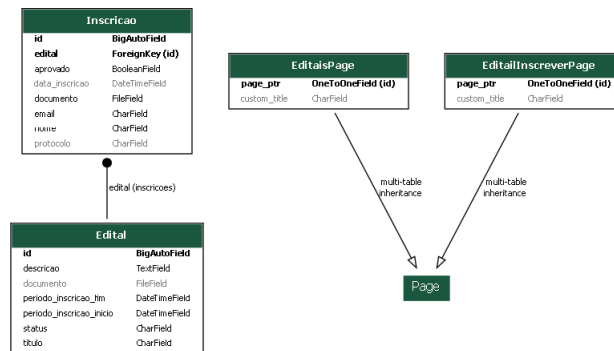 Inscricao
id BigAutoField
edital ForeignKey (id)
aprovado BooleanField
data_inscricao DateTimeField
documento FileField
email CharField
nome CharField
protocolo CharField
edital (inscricoes)
Edital
id BigAutoField
descricao TextField
documento FileField
periodo_inscricao_fim DateTimeField
periodo_inscricao_inicio DateTimeField
status CharField
titulo CharField
EditaisPage
page_ptr OneToOneField (id)
custom_title CharField
EditailInscreverPage
page_ptr OneToOneField (id)
custom_title CharField
multi-table
inheritance
multi-table
inheritance
Page